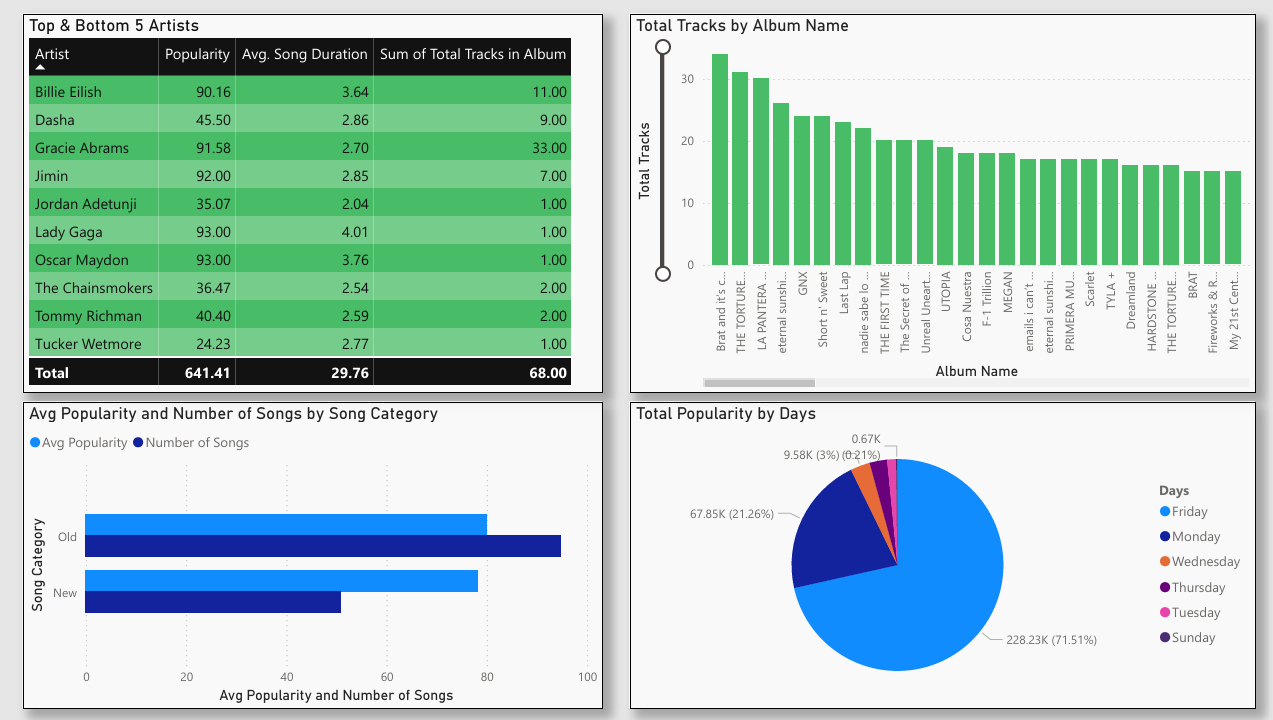 Top & Bottom 5 Artists
Artist Popularity Avg. Song Duration Sum of Total Tracks in Album
Billie Eilish 90.16 3.64 11.00
Dasha 45.50 2.86 9.00
Gracie Abrams 91.58 2.70 33.00
Jimin 92.00 2.85 7.00
Jordan Adetunji 35.07 2.04 1.00
Lady Gaga 93.00 4.01 1.00
Oscar Maydon 93.00 3.76 1.00
The Chainsmokers 36.47 2.54 2.00
Tommy Richman 40.40 2.59 2.00
Tucker Wetmore 24.23 2.77 1.00
Total 641.41 29.76 68.00
Total Tracks by Album Name
Total Tracks
30
20
10
0
Brat and it's c...
THE TORTURE...
LA PANTERA ...
eternal sunshi...
GNX
Short n' Sweet
Last Lap
nadie sabe lo ...
THE FIRST TIME
The Secret of ...
Unreal Uneart...
UTOPIA
Cosa Nuestra
F-1 Trillion
MEGAN
emails i can't ...
eternal sunshi...
PRIMERA MU...
Scarlet
TYLA +
Dreamland
HARDSTONE ...
THE TORTURE...
BRAT
Fireworks & R...
My 21st Cent...
Album Name
Avg Popularity and Number of Songs by Song Category
Avg Popularity Number of Songs
Song Category
Old
New
0 20 40 60 80 100
Avg Popularity and Number of Songs
Total Popularity by Days
0.67K
(0.21%)
9.58K (3%)
67.85K (21.26%)
228.23K (71.51%)
Days
Friday
Monday
Wednesday
Thursday
Tuesday
Sunday